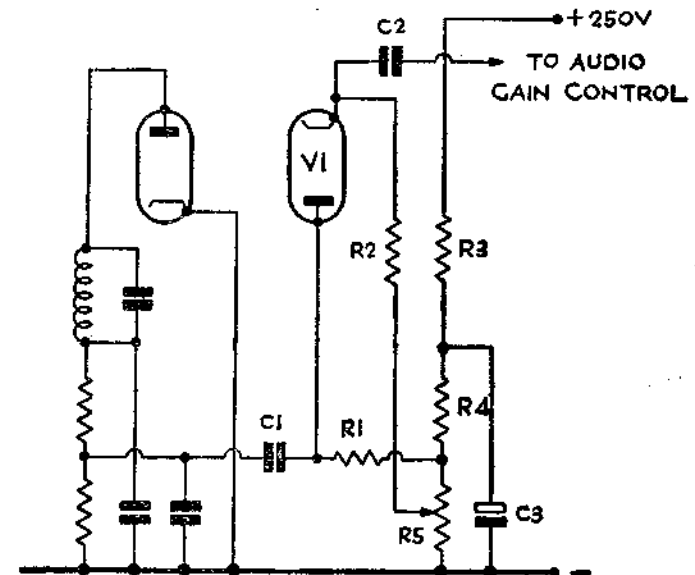 +250V
C2
TO AUDIO
GAIN CONTROL
V1
R2
R3
R4
C1
R1
R5
C3